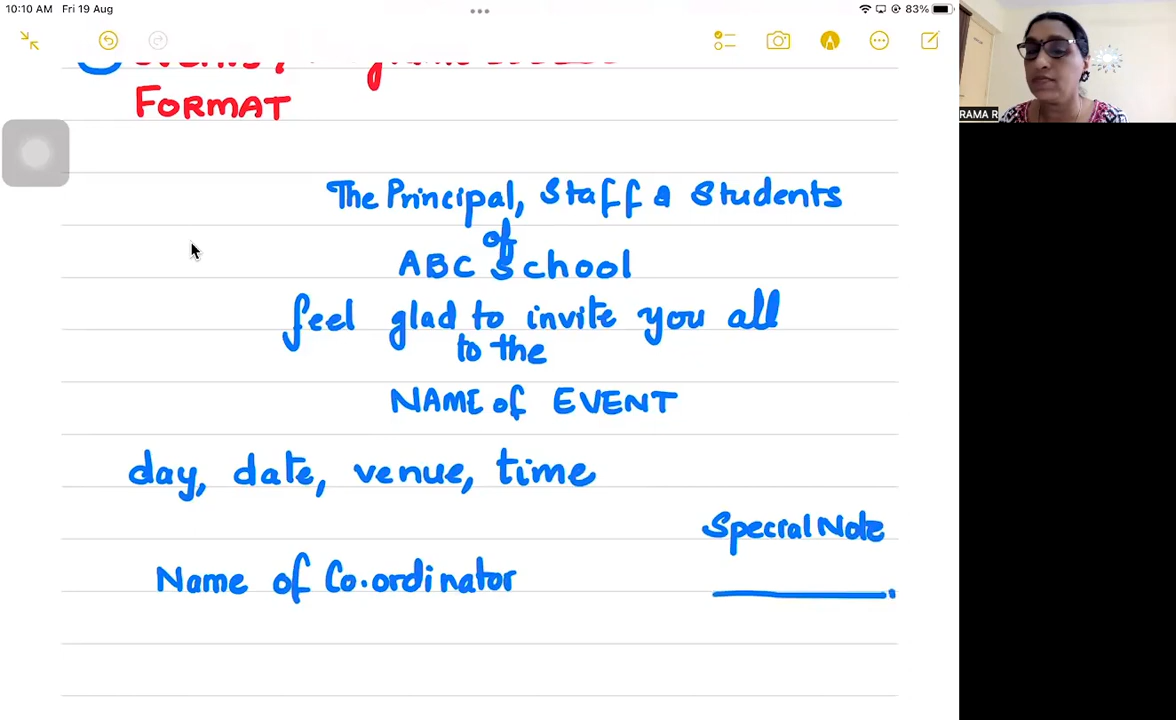 10:10 AM Fri 19 Aug
83%
FORMAT
The Principal, Staff & Students
of
ABC School
feel glad to invite you all
to the
NAME of EVENT
day, date, venue, time
Special Note
Name of Co.ordinator
RAMA R